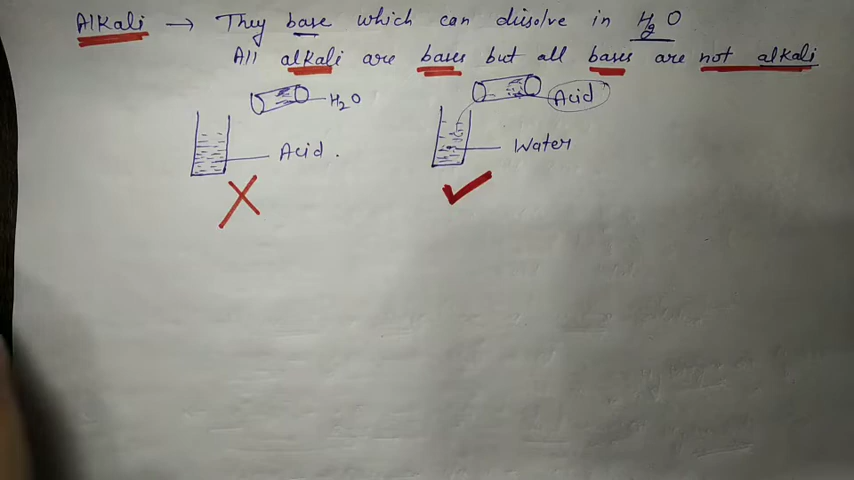 Alkali → They base which can dissolve in H₂O
All alkali are bases but all bases are not alkali
H₂O
Acid
Acid .
Water